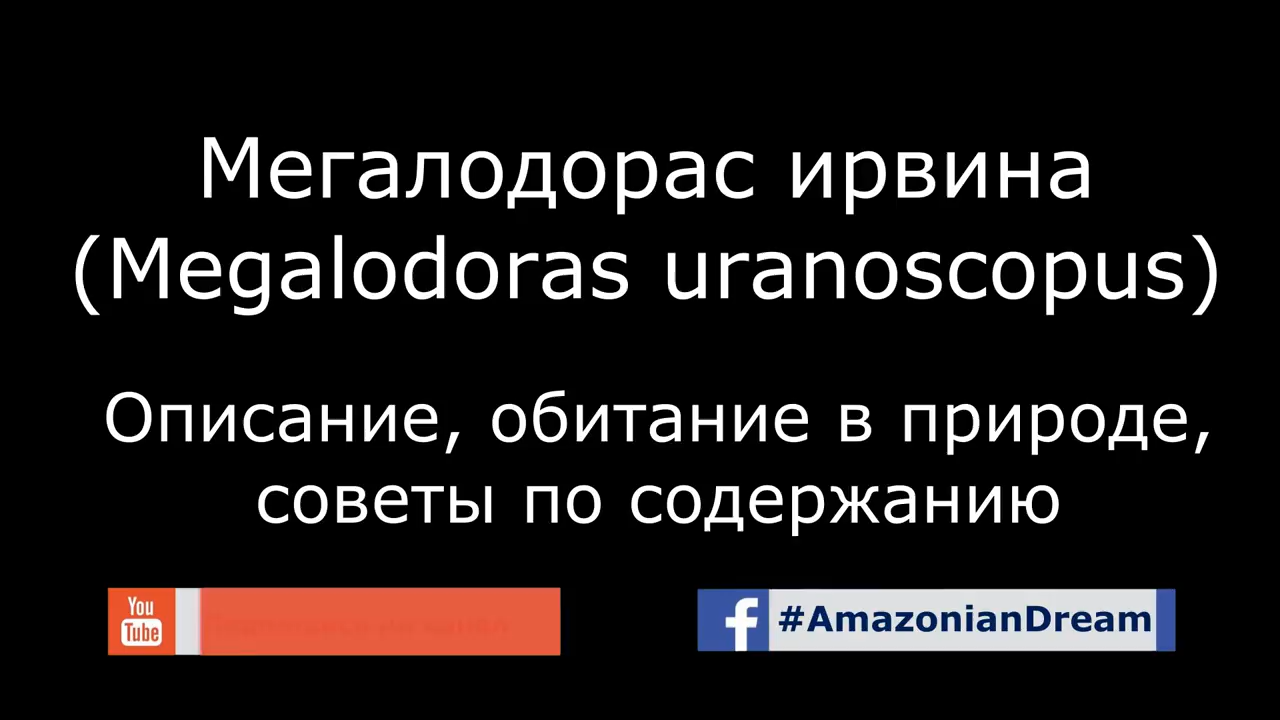 Мегалодорас ирвина
(Megalodoras uranoscopus)
Описание, обитание в природе,
советы по содержанию
You
Tube
f #AmazonianDream